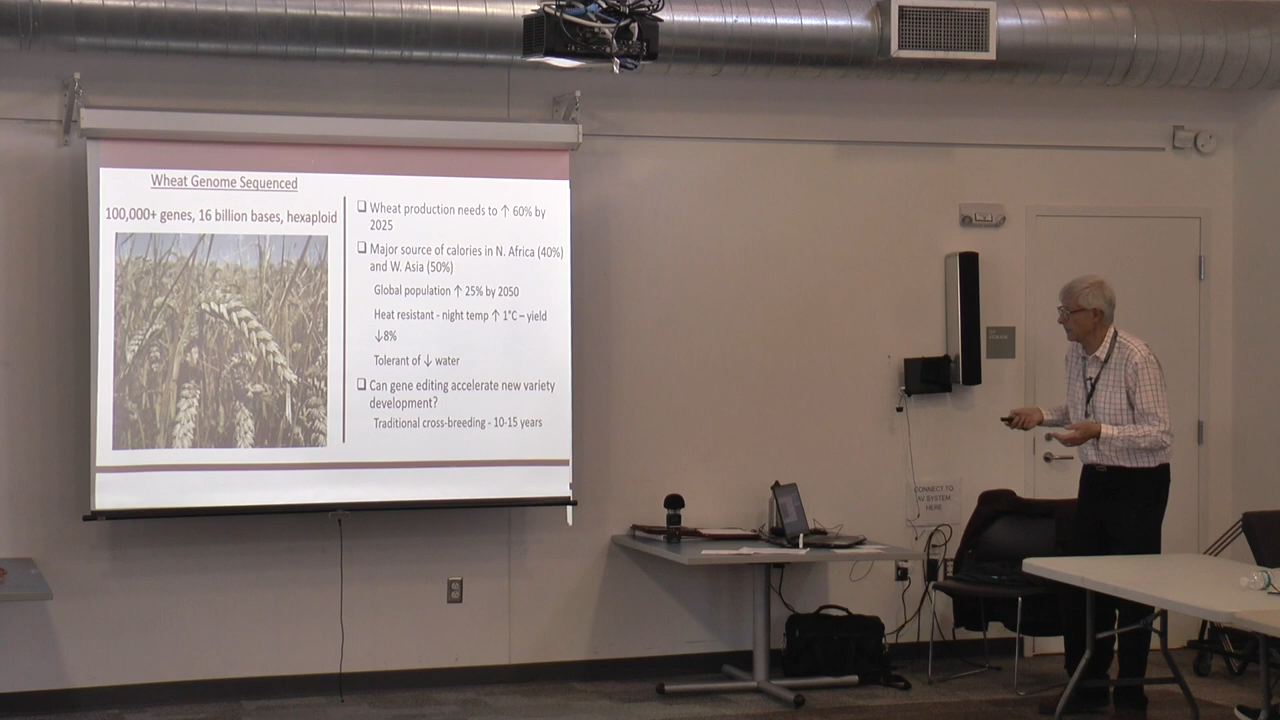 Wheat Genome Sequenced
100,000+ genes, 16 billion bases, hexaploid
❑ Wheat production needs to ↑ 60% by
2025
❑ Major source of calories in N. Africa (40%)
and W. Asia (50%)
Global population ↑ 25% by 2050
Heat resistant - night temp ↑ 1°C – yield
↓8%
Tolerant of ↓ water
❑ Can gene editing accelerate new variety
development?
Traditional cross-breeding - 10-15 years
CONNECT TO
AV SYSTEM
HERE